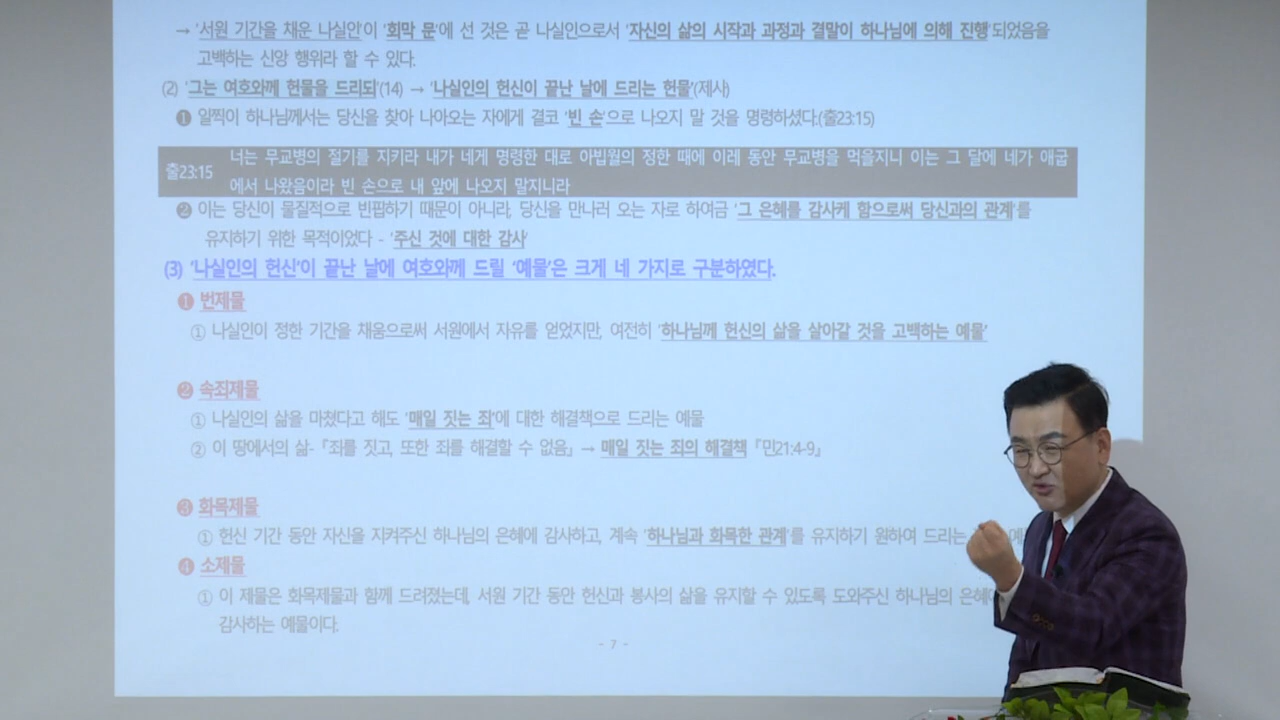 → '서원 기간을 채운 나실인'이 '회막 문'에 선 것은 곧 나실인으로서 '자신의 삶의 시작과 과정과 결말이 하나님에 의해 진행'되었음을
고백하는 신앙 행위라 할 수 있다.
(2) '그는 여호와께 헌물을 드리되'(14) → '나실인의 헌신이 끝난 날에 드리는 헌물'(제사)
❶ 일찍이 하나님께서는 당신을 찾아 나아오는 자에게 결코 '빈 손'으로 나오지 말 것을 명령하셨다.(출23:15)
출23:15 너는 무교병의 절기를 지키라 내가 네게 명령한 대로 아빕월의 정한 때에 이레 동안 무교병을 먹을지니 이는 그 달에 네가 애굽
에서 나왔음이라 빈 손으로 내 앞에 나오지 말지니라
❷ 이는 당신이 물질적으로 빈핍하기 때문이 아니라, 당신을 만나러 오는 자로 하여금 '그 은혜를 감사케 함으로써 당신과의 관계'를
유지하기 위한 목적이었다 - '주신 것에 대한 감사'
(3) '나실인의 헌신'이 끝난 날에 여호와께 드릴 '예물'은 크게 네 가지로 구분하였다.
❶ 번제물
① 나실인이 정한 기간을 채움으로써 서원에서 자유를 얻었지만, 여전히 '하나님께 헌신의 삶을 살아갈 것을 고백하는 예물'
❷ 속죄제물
① 나실인의 삶을 마쳤다고 해도 '매일 짓는 죄'에 대한 해결책으로 드리는 예물
② 이 땅에서의 삶-『죄를 짓고, 또한 죄를 해결할 수 없음』 → 매일 짓는 죄의 해결책 『민21:4-9』
❸ 화목제물
① 헌신 기간 동안 자신을 지켜주신 하나님의 은혜에 감사하고, 계속 '하나님과 화목한 관계'를 유지하기 원하여 드리는
❹ 소제물
① 이 제물은 화목제물과 함께 드려졌는데, 서원 기간 동안 헌신과 봉사의 삶을 유지할 수 있도록 도와주신 하나님의
감사하는 예물이다.
- 7 -